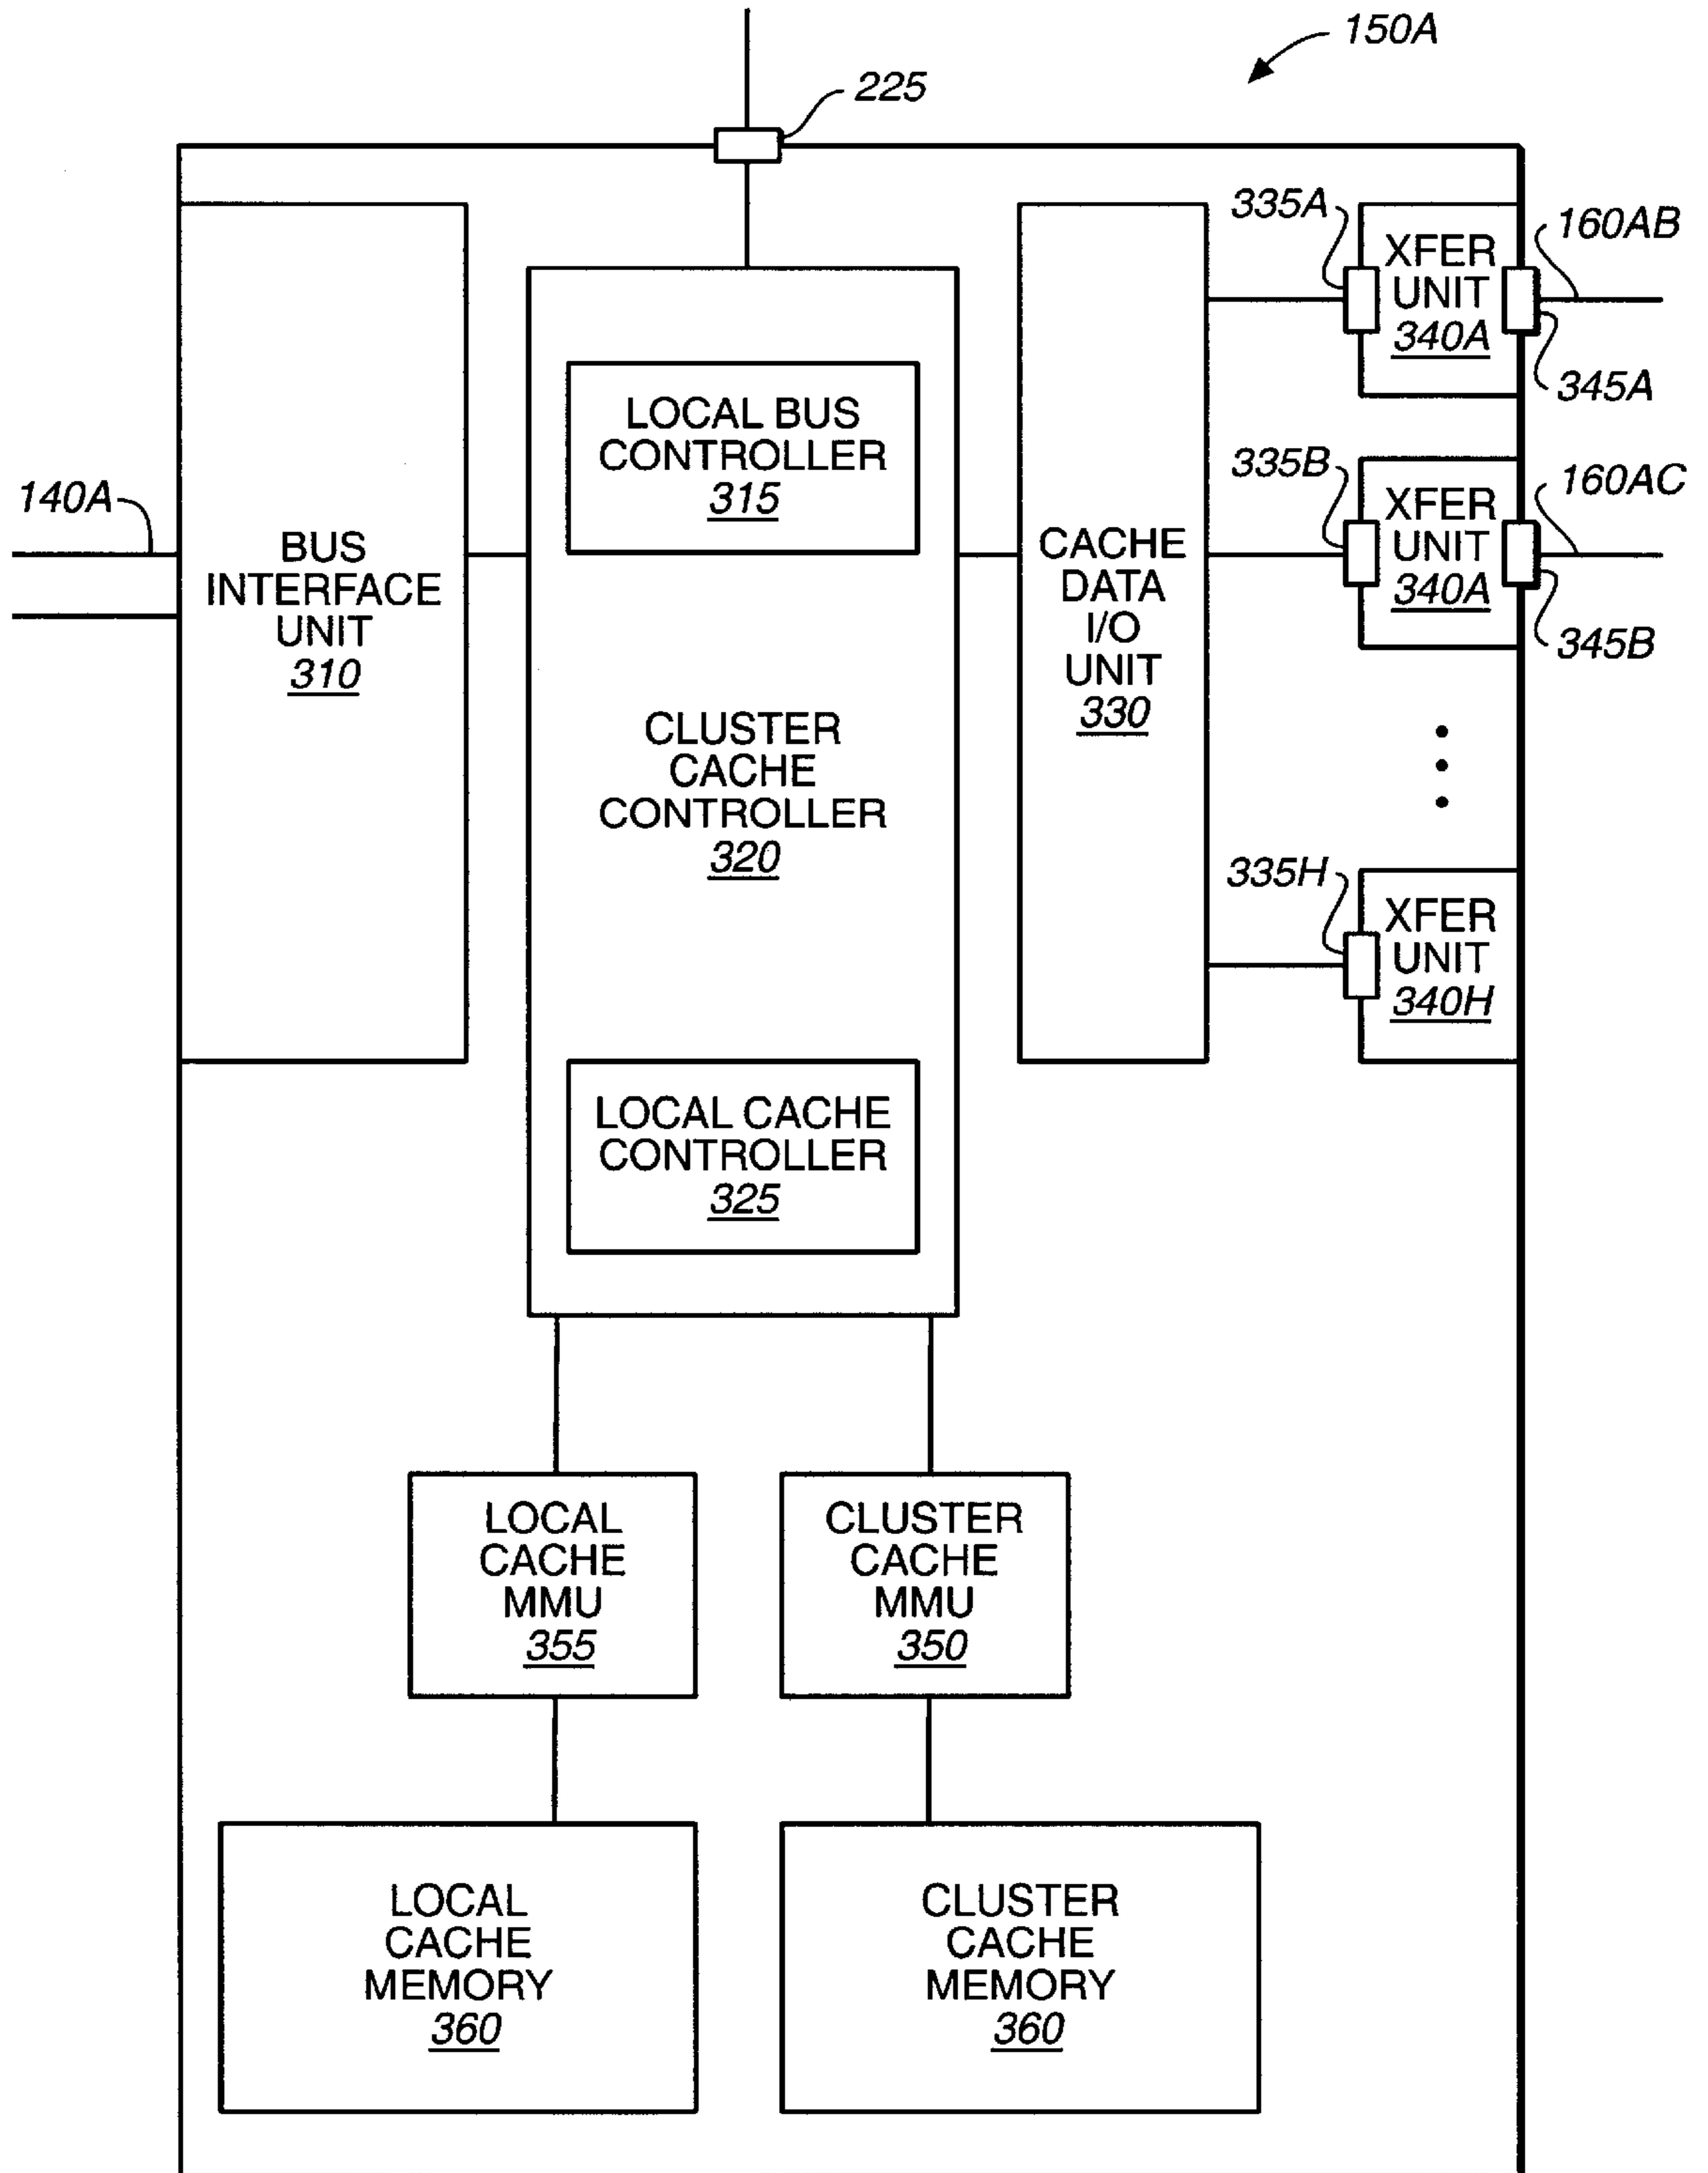 150A
225
335A
XFER
UNIT
340A
160AB
345A
LOCAL BUS
CONTROLLER
315
335B
XFER
UNIT
340A
160AC
345B
140A
BUS
INTERFACE
UNIT
310
CACHE
DATA
I/O
UNIT
330
CLUSTER
CACHE
CONTROLLER
320
335H
XFER
UNIT
340H
LOCAL CACHE
CONTROLLER
325
LOCAL
CACHE
MMU
355
CLUSTER
CACHE
MMU
350
LOCAL
CACHE
MEMORY
360
CLUSTER
CACHE
MEMORY
360